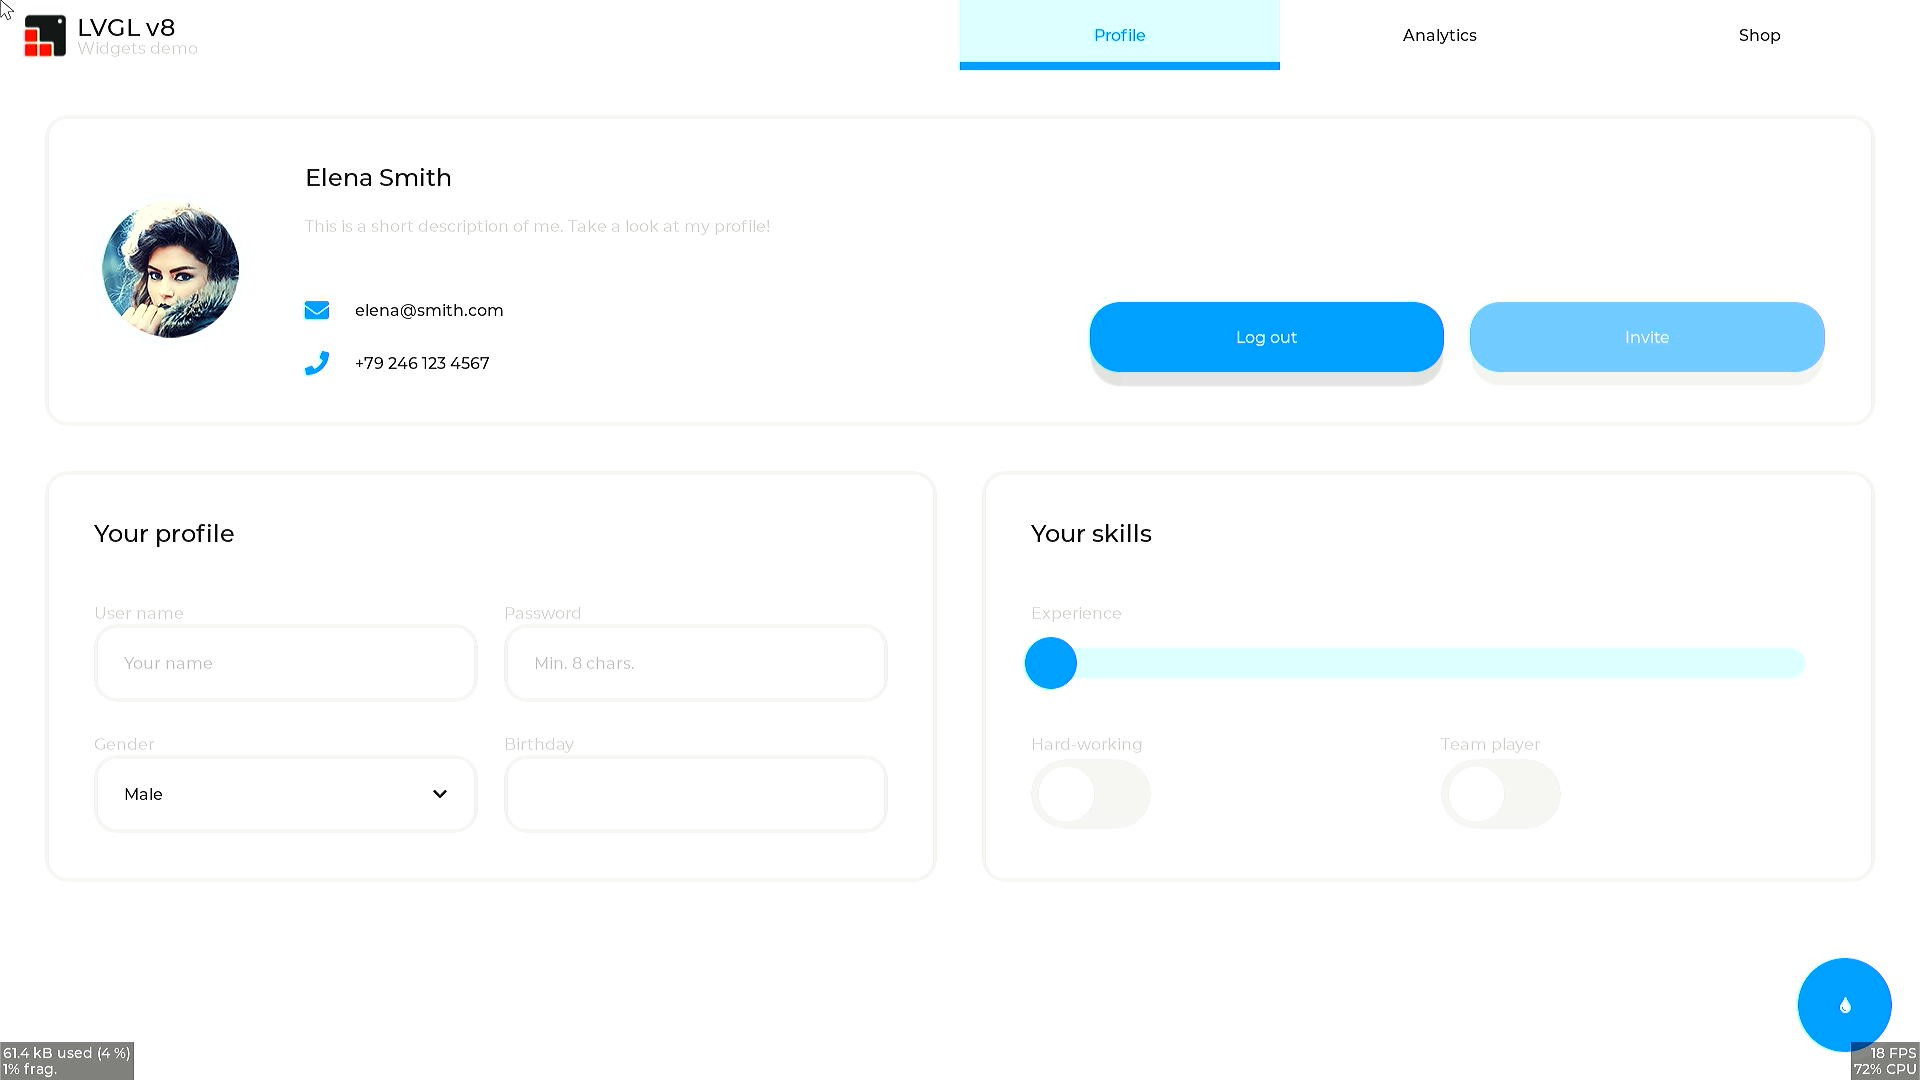 LVGL v8
Widgets demo
Profile
Analytics
Shop
Elena Smith
This is a short description of me. Take a look at my profile!
elena@smith.com
+79 246 123 4567
Log out
Invite
Your profile
User name
Password
Your name
Min. 8 chars.
Gender
Birthday
Male
Your skills
Experience
Hard-working
Team player
61.4 kB used (4 %)
1% frag.
18 FPS
72% CPU